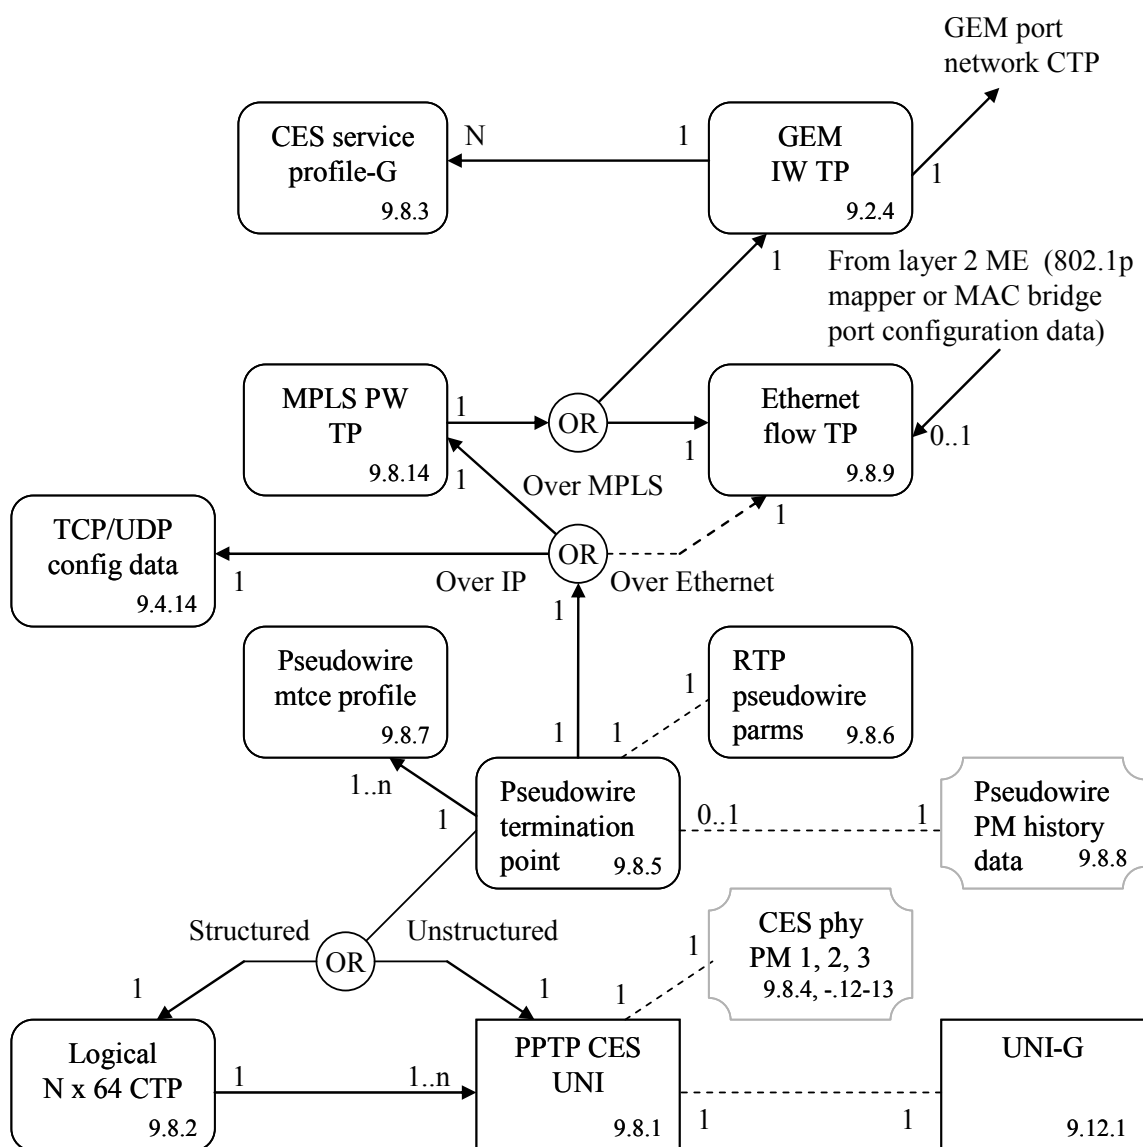 GEM port
network CTP
CES service
profile-G
9.8.3
N
1
GEM
IW TP
9.2.4
1
1
From layer 2 ME (802.1p
mapper or MAC bridge
port configuration data)
MPLS PW
TP
9.8.14
1
OR
1
Ethernet
flow TP
9.8.9
0..1
1
Over MPLS
1
TCP/UDP
config data
9.4.14
1
OR
Over IP
Over Ethernet
1
Pseudowire
mtce profile
9.8.7
RTP
pseudowire
parms
9.8.6
1
1
1
1..n
1
Pseudowire
termination
point
9.8.5
0..1
1
Pseudowire
PM history
data
9.8.8
Structured
OR
Unstructured
CES phy
PM 1, 2, 3
9.8.4, -.12-13
1
1
1
1
Logical
N x 64 CTP
9.8.2
1
1..n
PPTP CES
UNI
9.8.1
1
1
UNI-G
9.12.1